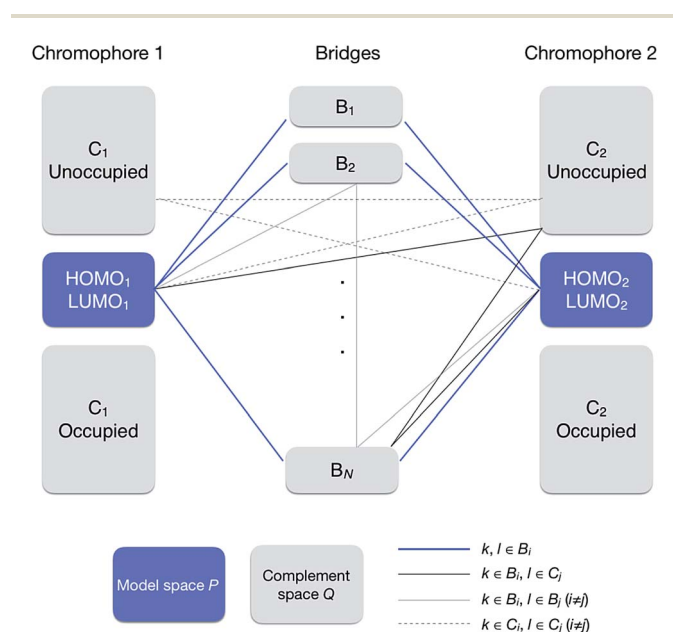 Chromophore 1
Bridges
Chromophore 2
C₁
Unoccupied
B₁
B₂
C₂
Unoccupied
HOMO₁
LUMO₁
HOMO₂
LUMO₂
C₁
Occupied
B_N
C₂
Occupied
Model space P
Complement
space Q
k, l ∈ Bᵢ
k ∈ Bᵢ, l ∈ Cⱼ
k ∈ Bᵢ, l ∈ Bⱼ (i≠j)
k ∈ Cᵢ, l ∈ Cⱼ (i≠j)